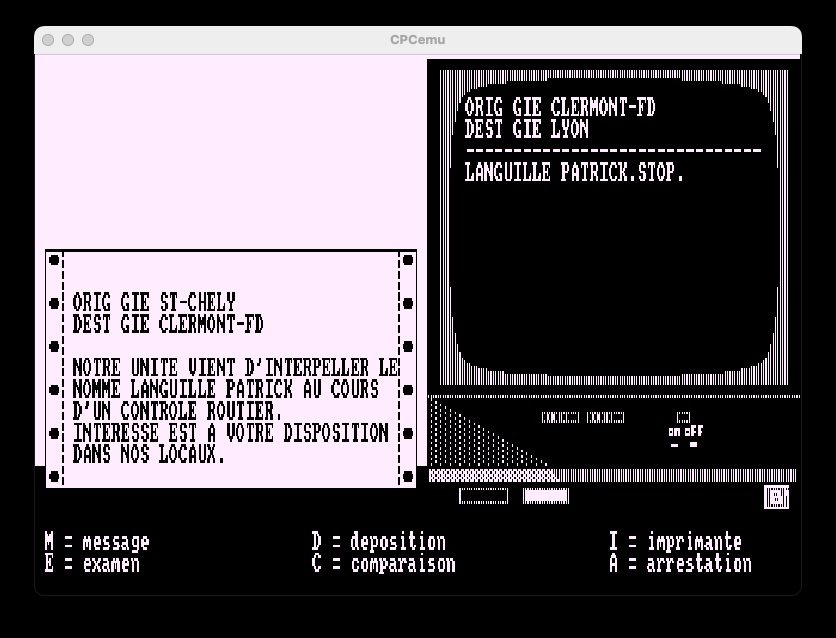 CPCemu
ORIG GIE CLERMONT-FD
DEST GIE LYON
-------------------------------
LANGUILLE PATRICK.STOP.
ORIG GIE ST-CHELY
DEST GIE CLERMONT-FD
NOTRE UNITE VIENT D'INTERPELLER LE
NOMME LANGUILLE PATRICK AU COURS
D'UN CONTROLE ROUTIER.
INTERESSE EST A VOTRE DISPOSITION
DANS NOS LOCAUX.
on oFF
M = message D = deposition I = imprimante
E = examen C = comparaison A = arrestation